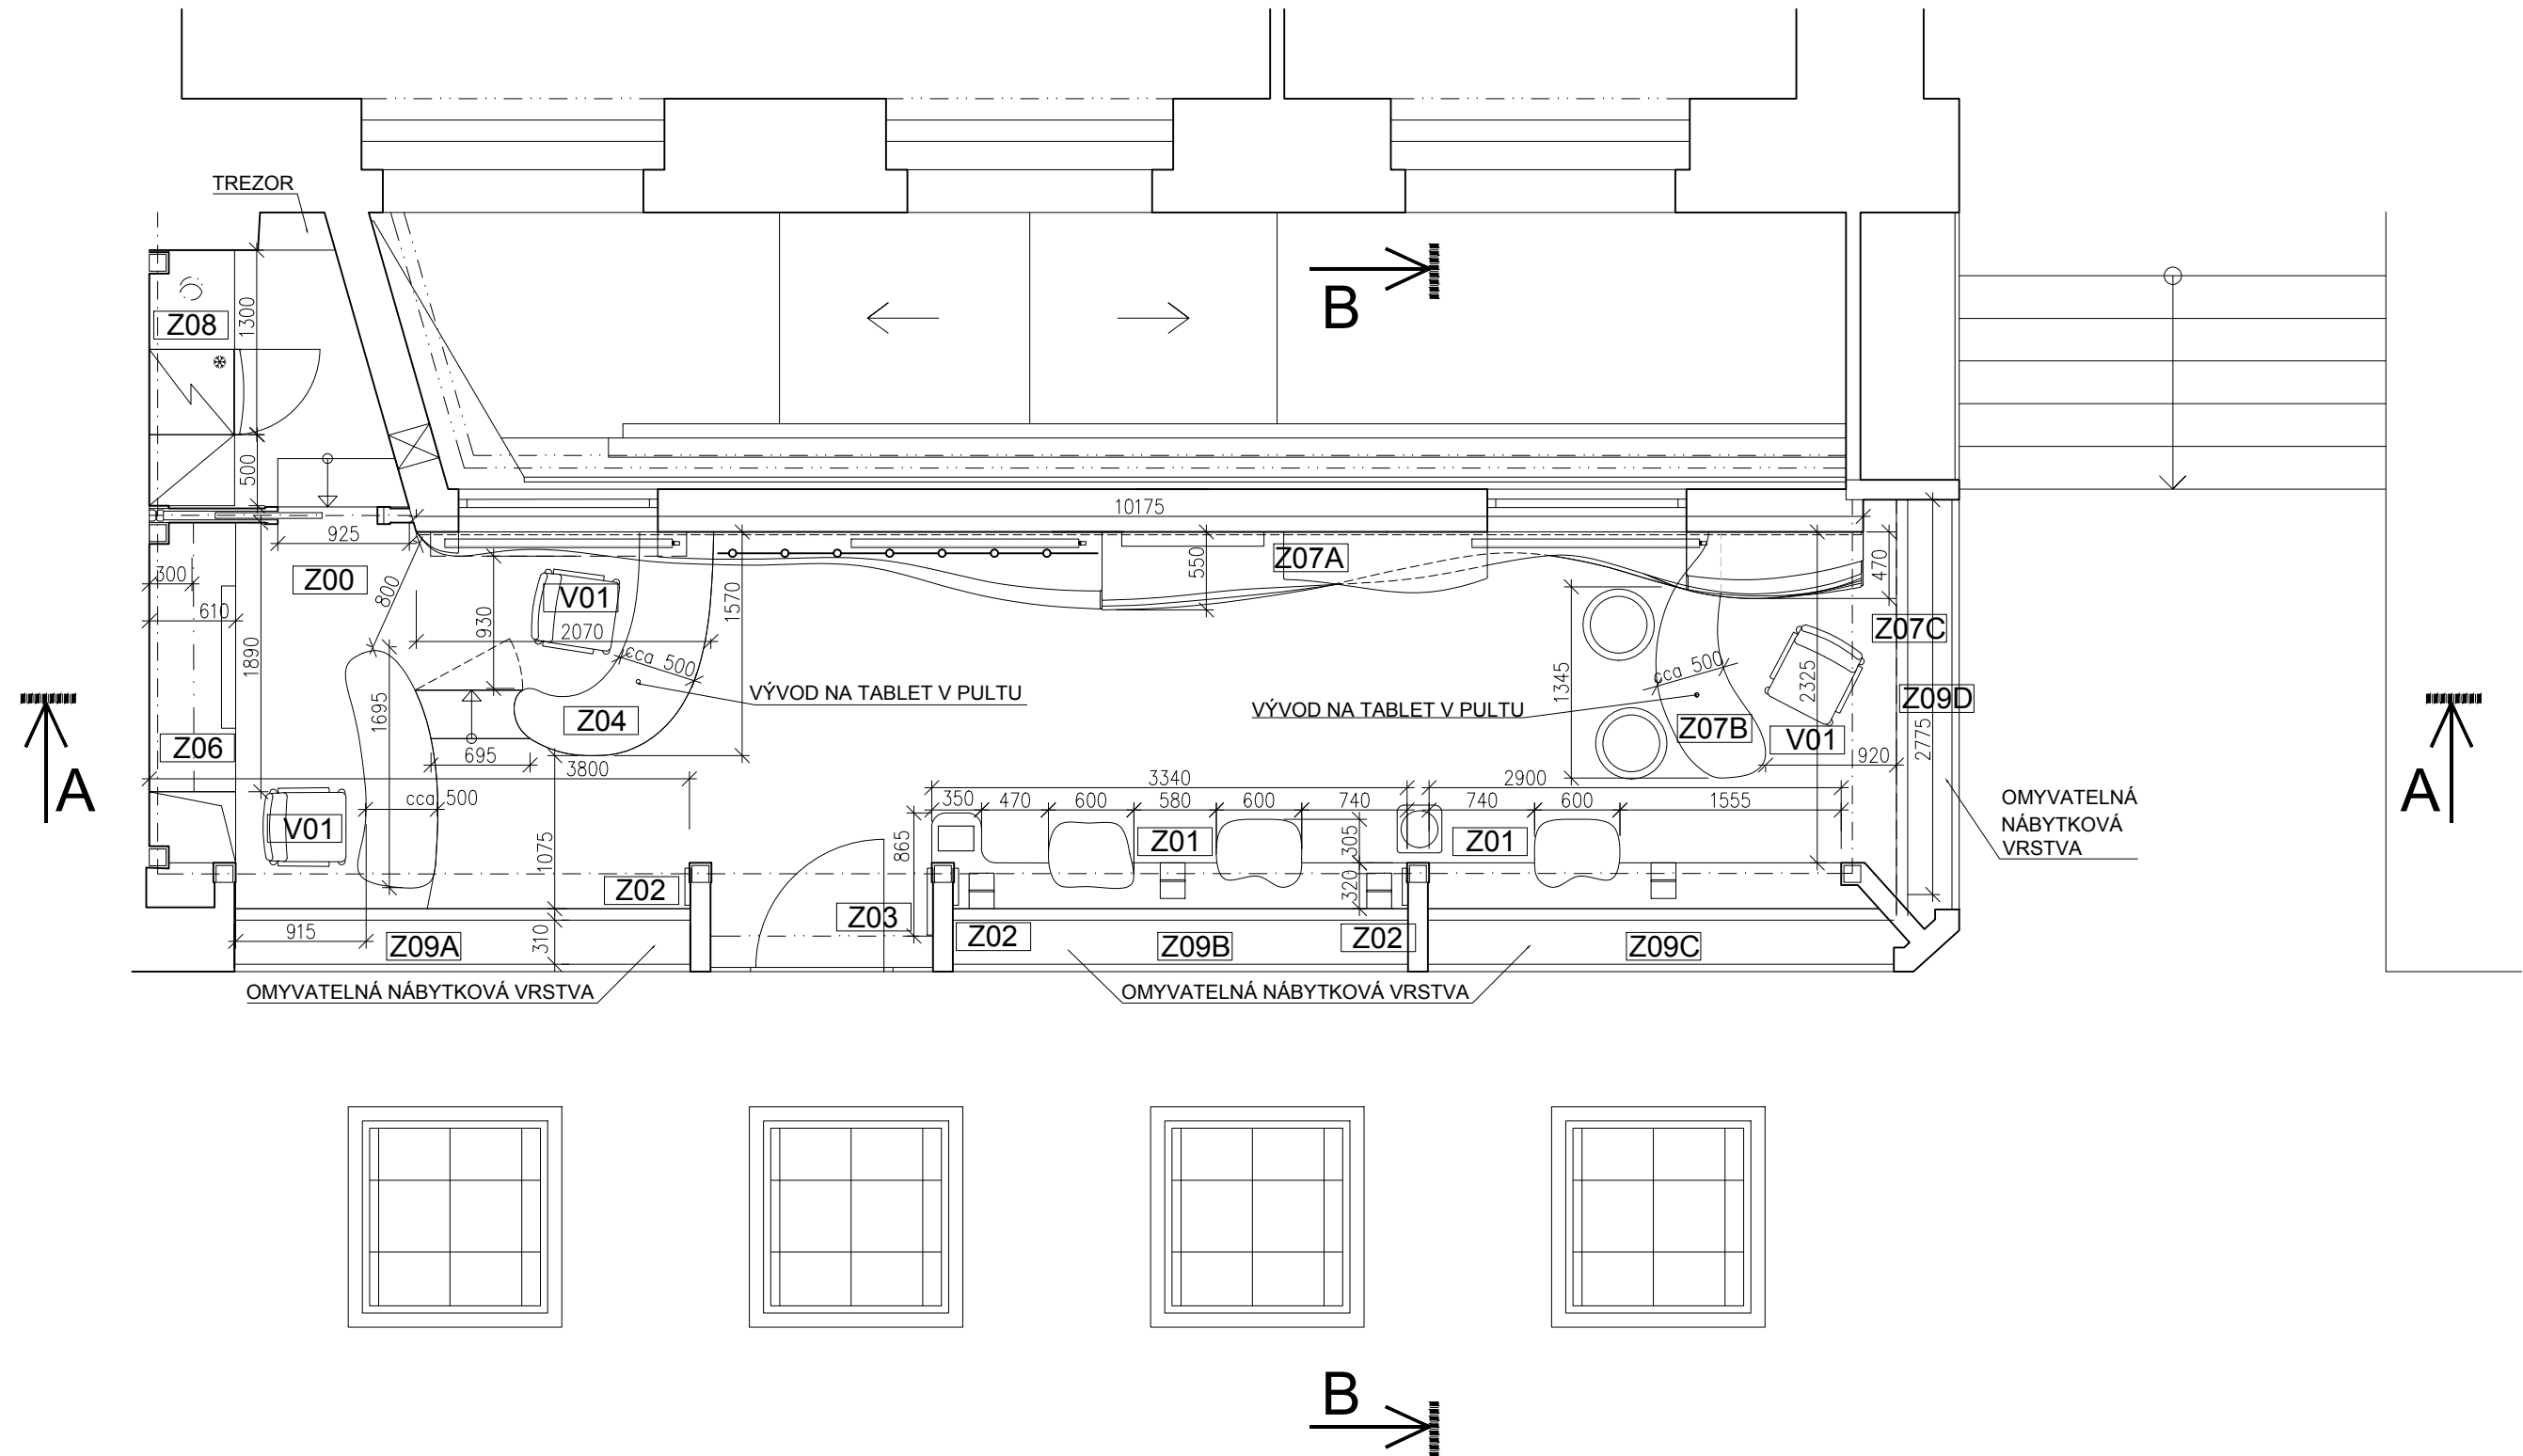 TREZOR
B
Z08
1300
500
10175
925
Z00
300
610
800
1890
930
V01
2070
cca 500
1570
Z07A
550
470
Z07C
1345
cca 500
2325
Z09D
2775
VÝVOD NA TABLET V PULTU
VÝVOD NA TABLET V PULTU
Z04
Z07B
V01
1695
Z06
695
3800
920
A
A
cca 500
V01
3340
2900
350
470
600
580
600
740
740
600
1555
OMYVATELNÁ
NÁBYTKOVÁ
VRSTVA
Z01
Z01
865
305
320
1075
Z02
Z03
Z02
Z02
915
Z09A
310
Z09B
Z09C
OMYVATELNÁ NÁBYTKOVÁ VRSTVA
OMYVATELNÁ NÁBYTKOVÁ VRSTVA
B